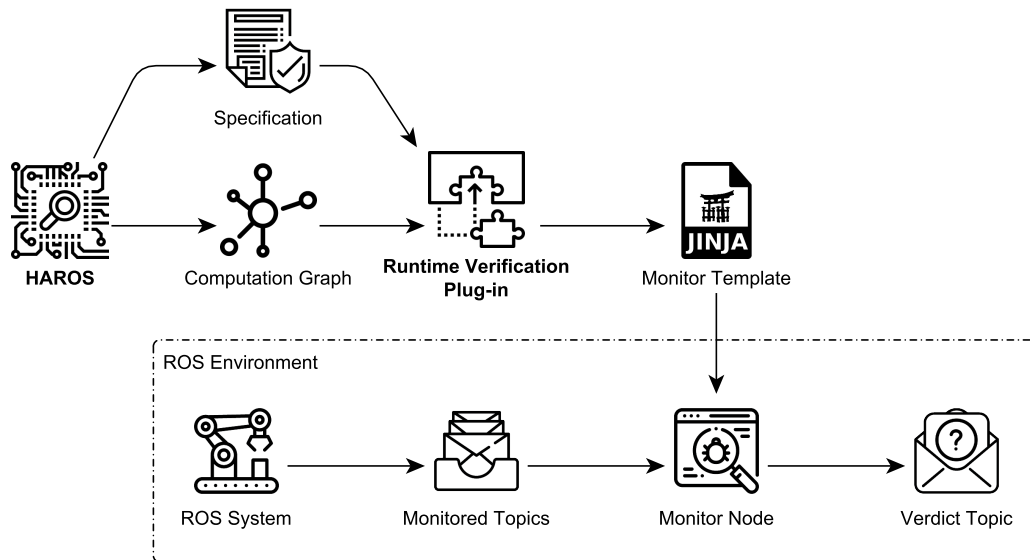 Specification
HAROS
Computation Graph
Runtime Verification
Plug-in
JINJA
Monitor Template
ROS Environment
?
ROS System
Monitored Topics
Monitor Node
Verdict Topic